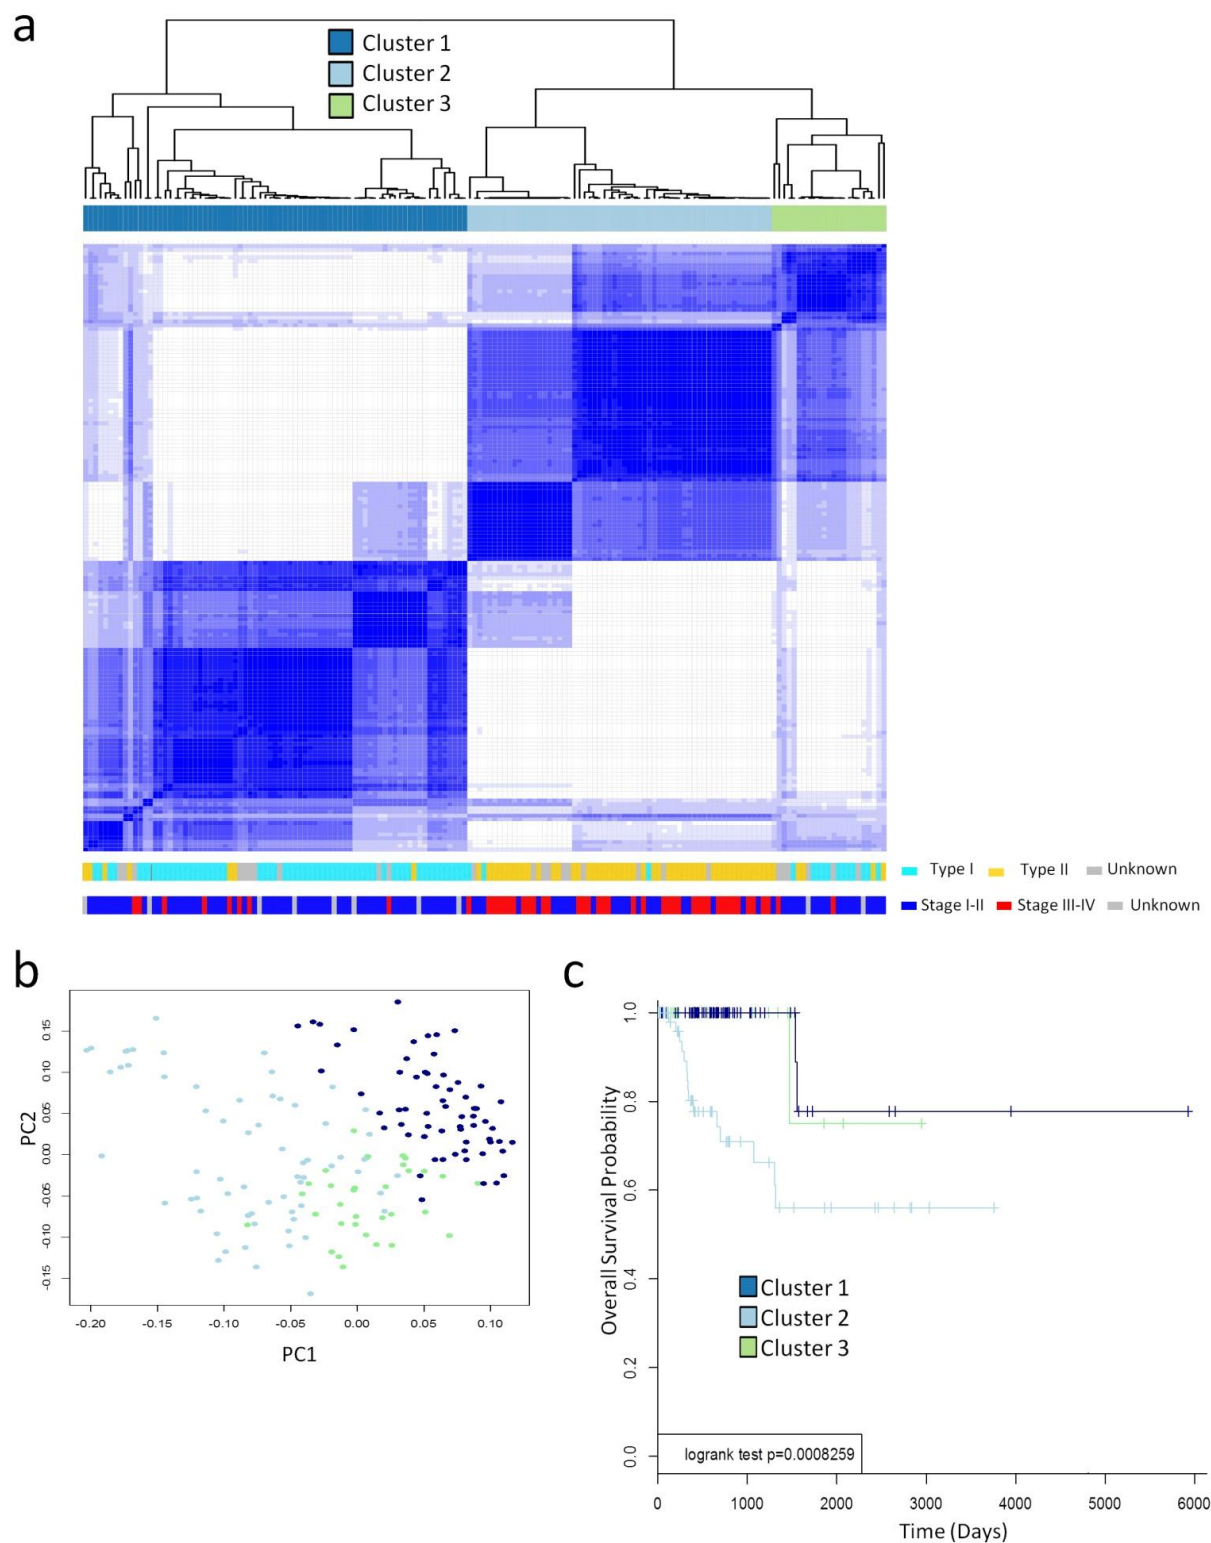 a
Cluster 1
Cluster 2
Cluster 3
Type I Type II Unknown
Stage I-II Stage III-IV Unknown
b
PC2
0.15
0.10
0.05
0.00
-0.05
-0.10
-0.15
-0.20 -0.15 -0.10 -0.05 0.00 0.05 0.10
PC1
c
Overall Survival Probability
1.0
0.8
0.6
0.4
0.2
0.0
Cluster 1
Cluster 2
Cluster 3
logrank test p=0.0008259
0 1000 2000 3000 4000 5000 6000
Time (Days)